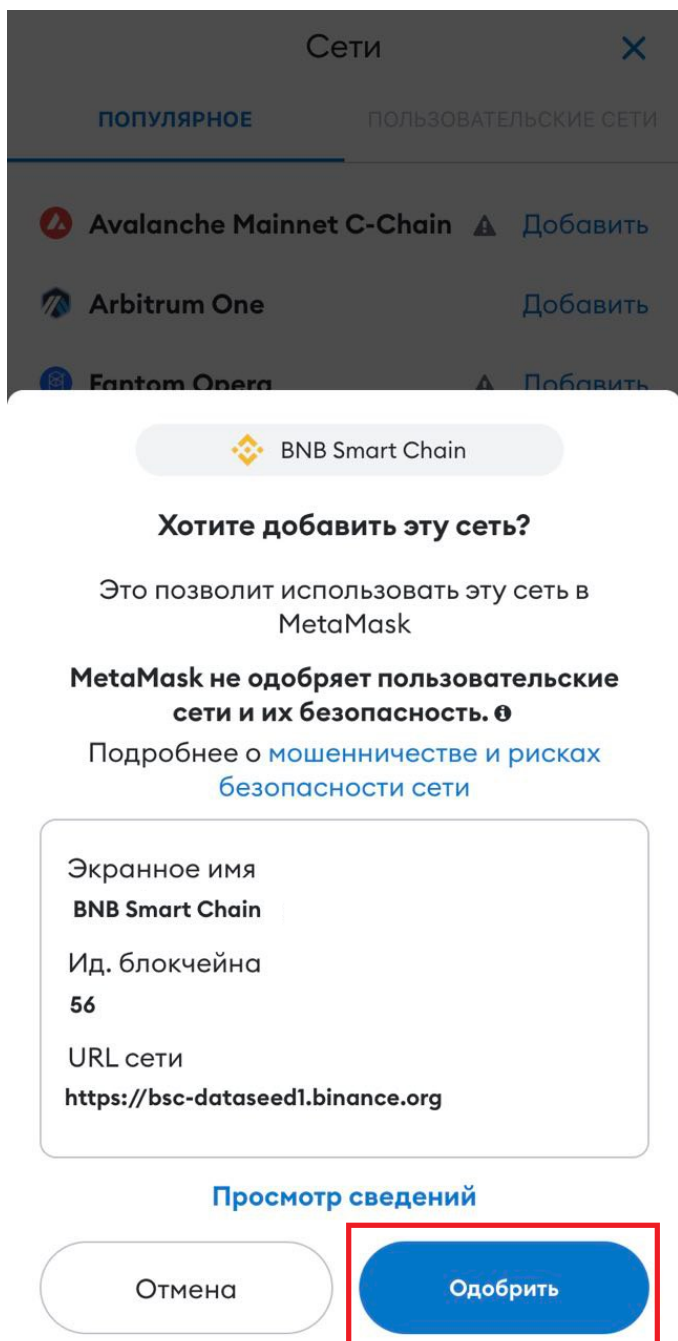 Сети
ПОПУЛЯРНОЕ ПОЛЬЗОВАТЕЛЬСКИЕ СЕТИ
Avalanche Mainnet C-Chain Добавить
Arbitrum One Добавить
Fantom Opera Добавить
BNB Smart Chain
Хотите добавить эту сеть?
Это позволит использовать эту сеть в
MetaMask
MetaMask не одобряет пользовательские
сети и их безопасность.
Подробнее о мошенничестве и рисках
безопасности сети
Экранное имя
BNB Smart Chain
Ид. блокчейна
56
URL сети
https://bsc-dataseed1.binance.org
Просмотр сведений
Отмена Одобрить